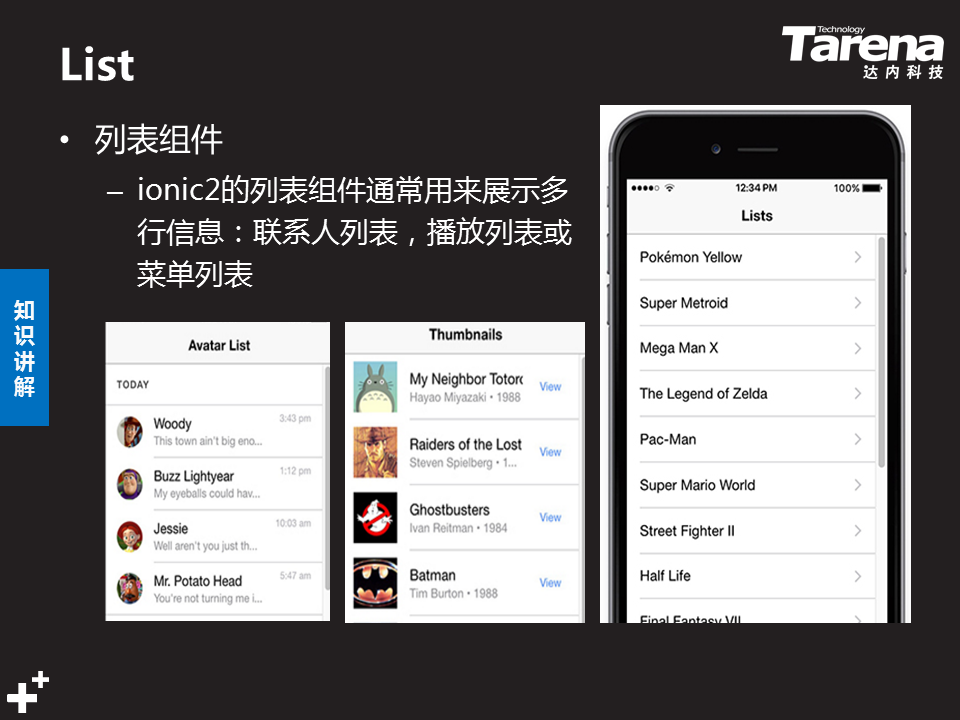 List
Technology
Tarena
达内科技
• 列表组件
– ionic2的列表组件通常用来展示多
行信息：联系人列表，播放列表或
菜单列表
知
识
讲
解
Avatar List
TODAY
Woody
3:43 pm
This town ain't big eno...
Buzz Lightyear
1:12 pm
My eyeballs could hav...
Jessie
10:03 am
Well aren't you just th...
Mr. Potato Head
5:47 am
You're not turning me i...
Thumbnails
My Neighbor Totoro
Hayao Miyazaki • 1988
View
Raiders of the Lost
Steven Spielberg • 1...
View
Ghostbusters
Ivan Reitman • 1984
View
Batman
Tim Burton • 1988
View
12:34 PM
100%
Lists
Pokémon Yellow
Super Metroid
Mega Man X
The Legend of Zelda
Pac-Man
Super Mario World
Street Fighter II
Half Life
Final Fantasy VII